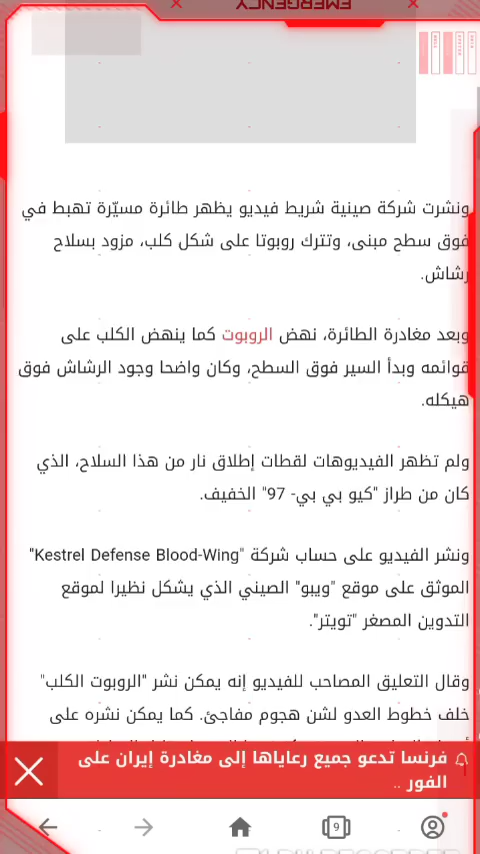 EMERGENCY
ونشرت شركة صينية شريط فيديو يظهر طائرة مسيّرة تهبط في
فوق سطح مبنى، وتترك روبوتا على شكل كلب، مزود بسلاح
رشاش.
وبعد مغادرة الطائرة، نهض الروبوت كما ينهض الكلب على
قوائمه وبدأ السير فوق السطح، وكان واضحا وجود الرشاش فوق
هيكله.
ولم تظهر الفيديوهات لقطات إطلاق نار من هذا السلاح، الذي
كان من طراز "كيو بي بي- 97" الخفيف.
ونشر الفيديو على حساب شركة "Kestrel Defense Blood-Wing"
الموثق على موقع "ويبو" الصيني الذي يشكل نظيرا لموقع
التدوين المصغر "تويتر".
وقال التعليق المصاحب للفيديو إنه يمكن نشر "الروبوت الكلب"
خلف خطوط العدو لشن هجوم مفاجئ. كما يمكن نشره على
فرنسا تدعو جميع رعاياها إلى مغادرة إيران على
الفور ..
9